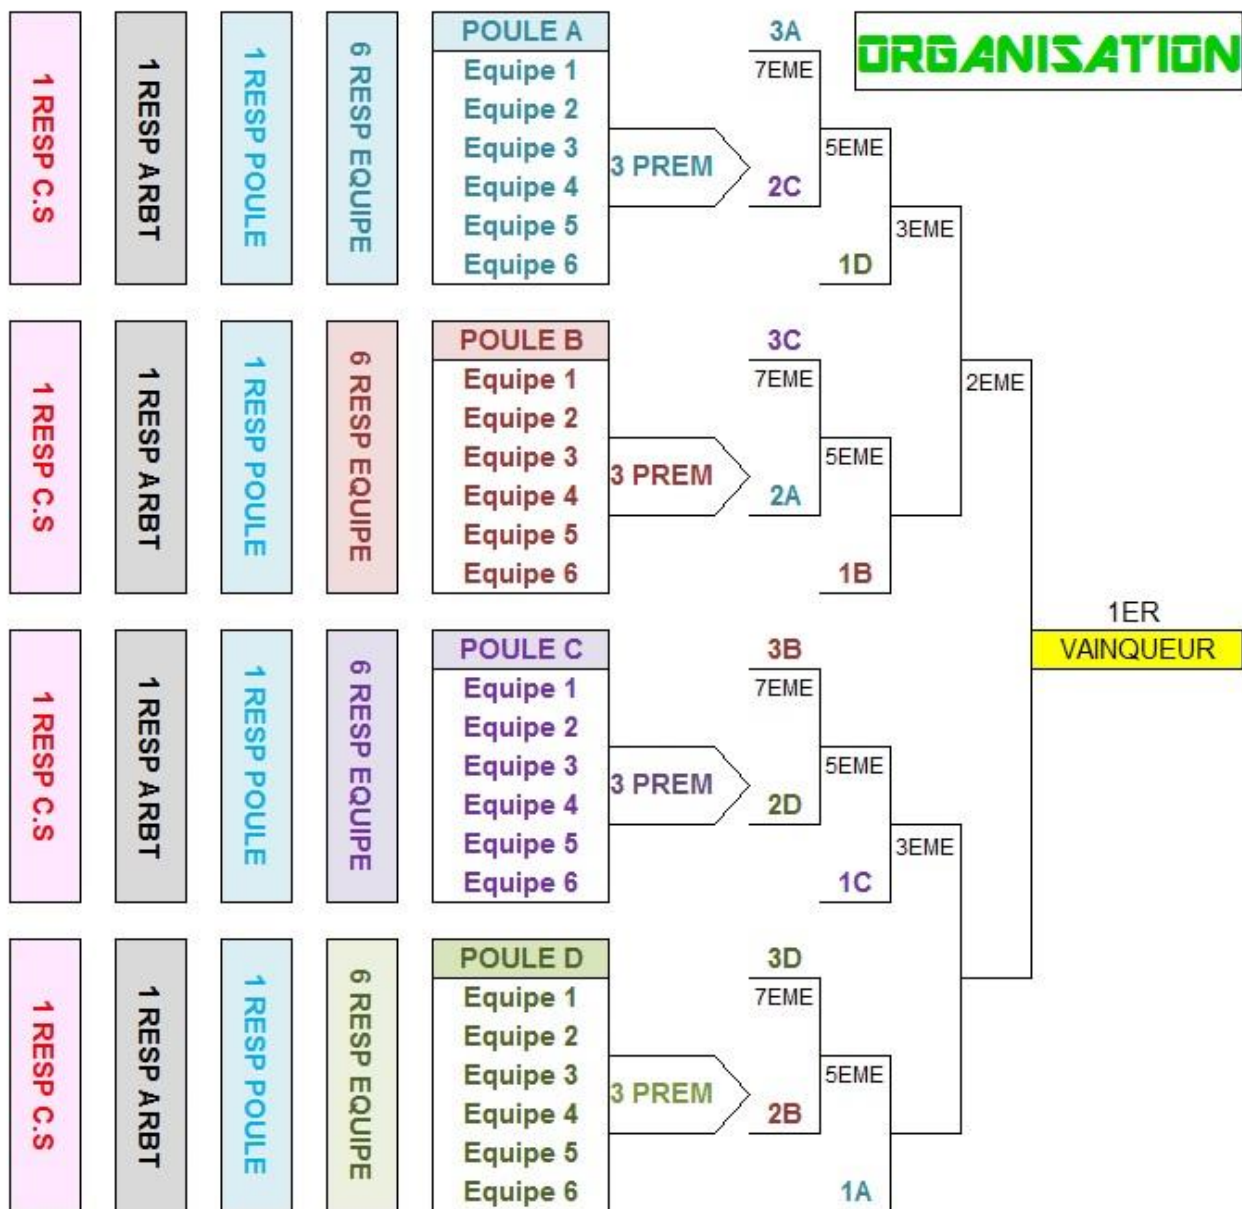 ORGANISATION
1 RESP C.S
1 RESP ARBT
1 RESP POULE
6 RESP EQUIPE
POULE A
Equipe 1
Equipe 2
Equipe 3
Equipe 4
Equipe 5
Equipe 6
3 PREM
3A
7EME
2C
5EME
1D
3EME
1 RESP C.S
1 RESP ARBT
1 RESP POULE
6 RESP EQUIPE
POULE B
Equipe 1
Equipe 2
Equipe 3
Equipe 4
Equipe 5
Equipe 6
3 PREM
3C
7EME
2A
5EME
1B
2EME
1ER
VAINQUEUR
1 RESP C.S
1 RESP ARBT
1 RESP POULE
6 RESP EQUIPE
POULE C
Equipe 1
Equipe 2
Equipe 3
Equipe 4
Equipe 5
Equipe 6
3 PREM
3B
7EME
2D
5EME
1C
3EME
1 RESP C.S
1 RESP ARBT
1 RESP POULE
6 RESP EQUIPE
POULE D
Equipe 1
Equipe 2
Equipe 3
Equipe 4
Equipe 5
Equipe 6
3 PREM
3D
7EME
2B
5EME
1A